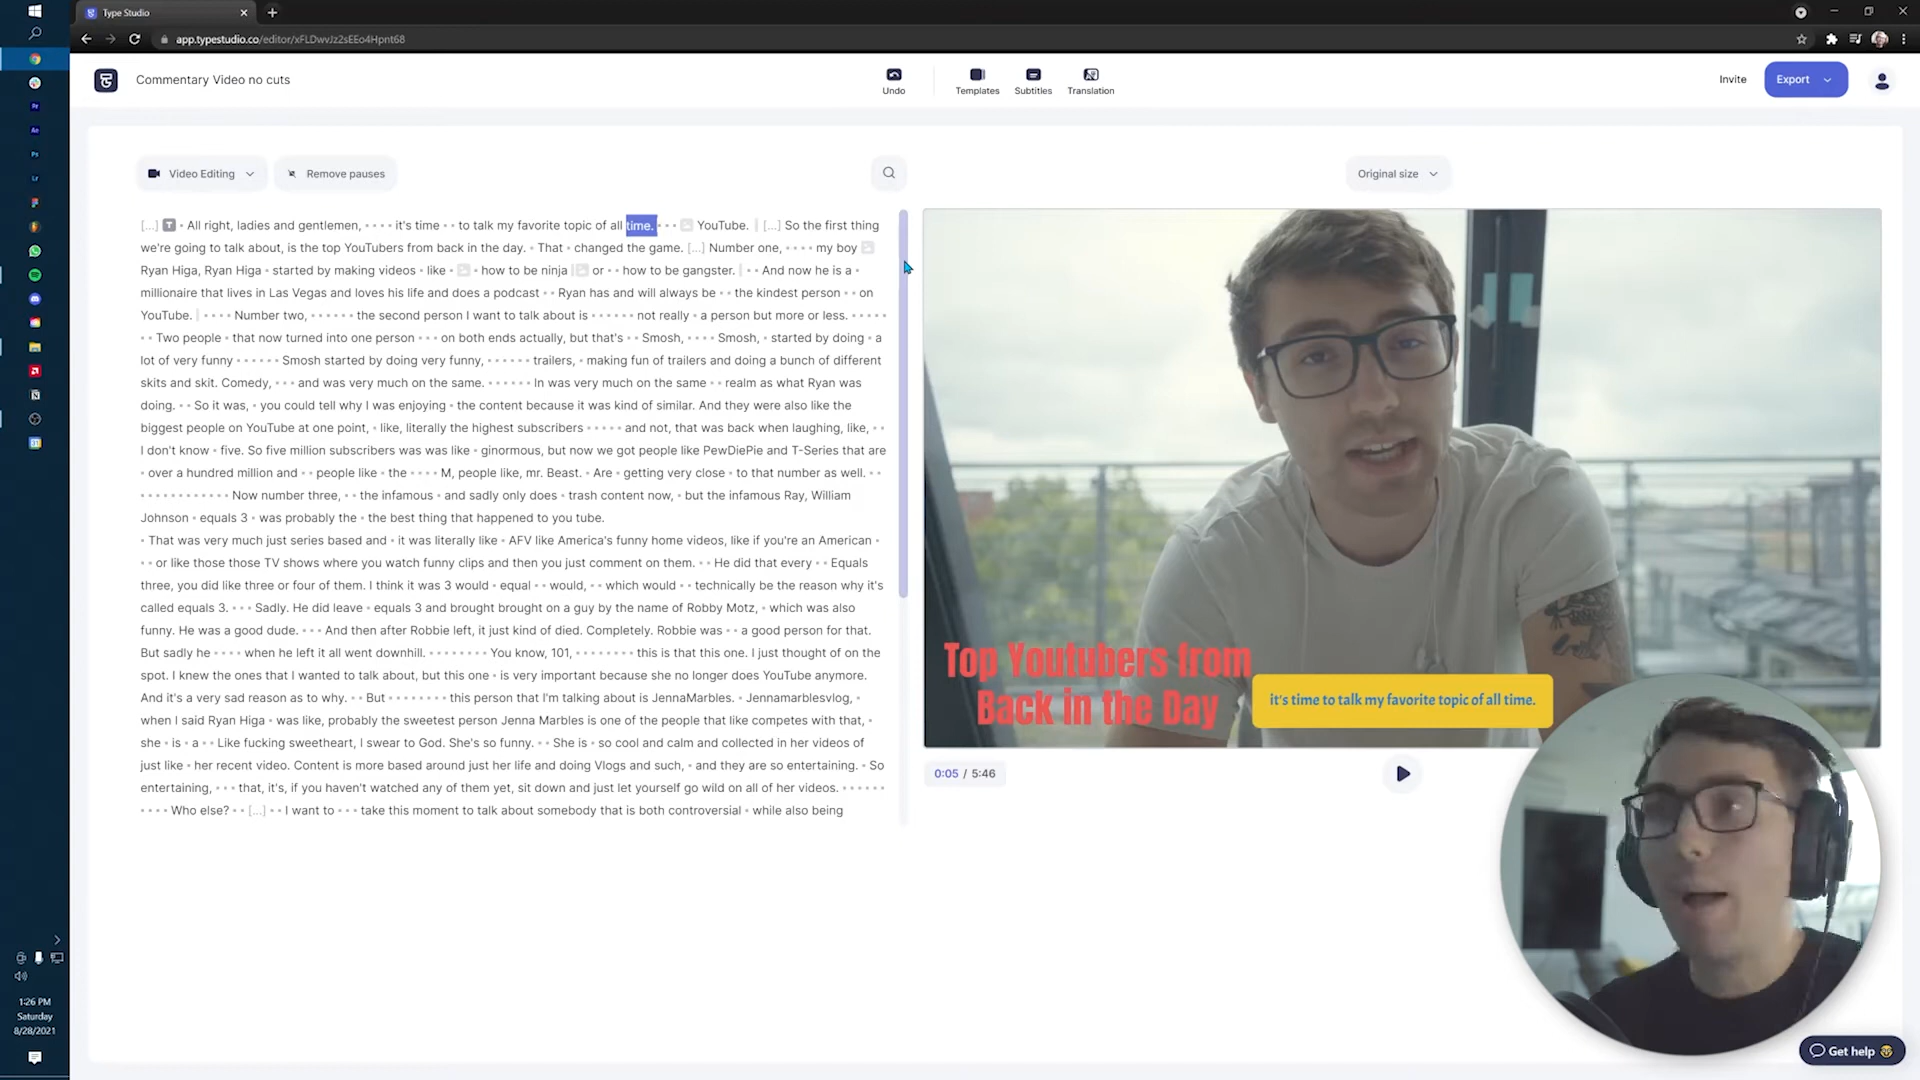 Type Studio
app.typestudio.co/editor/xFLDwvJz2sEEo4Hpnt68
Commentary Video no cuts
Undo
Templates
Subtitles
Translation
Invite
Export
Video Editing
Remove pauses
Original size
[...] T • All right, ladies and gentlemen, • • • • it's time • • to talk my favorite topic of all time. • • • YouTube. | [...] So the first thing
we're going to talk about, is the top YouTubers from back in the day. • That • changed the game. [...] Number one, • • • • my boy
Ryan Higa, Ryan Higa • started by making videos • like • • how to be ninja | or • • how to be gangster. | • • And now he is a •
millionaire that lives in Las Vegas and loves his life and does a podcast • • Ryan has and will always be • • the kindest person • • on
YouTube. | • • • • Number two, • • • • • • the second person I want to talk about is • • • • • • not really • a person but more or less. • • • • •
• • Two people • that now turned into one person • • • on both ends actually, but that's • • Smosh, • • • • Smosh, • started by doing • a
lot of very funny • • • • • • Smosh started by doing very funny, • • • • • • trailers, • making fun of trailers and doing a bunch of different
skits and skit. Comedy, • • • and was very much on the same. • • • • • • In was very much on the same • • realm as what Ryan was
doing. • • So it was, • you could tell why I was enjoying • the content because it was kind of similar. And they were also like the
biggest people on YouTube at one point, • like, literally the highest subscribers • • • • • and not, that was back when laughing, like, • •
I don't know • five. So five million subscribers was was like • ginormous, but now we got people like PewDiePie and T-Series that are
• over a hundred million and • • people like • the • • • • M, people like, mr. Beast. • Are • getting very close • to that number as well. • •
• • • • • • • • • • • • Now number three, • • the infamous • and sadly only does • trash content now, • but the infamous Ray, William
Johnson • equals 3 • was probably the • the best thing that happened to you tube.
• That was very much just series based and • it was literally like • AFV like America's funny home videos, like if you're an American •
• • or like those those TV shows where you watch funny clips and then you just comment on them. • • He did that every • • Equals
three, you did like three or four of them. I think it was 3 would • equal • • would, • • which would • • technically be the reason why it's
called equals 3. • • • Sadly. He did leave • equals 3 and brought brought on a guy by the name of Robby Motz, • which was also
funny. He was a good dude. • • • And then after Robbie left, it just kind of died. Completely. Robbie was • • a good person for that.
But sadly he • • • • when he left it all went downhill. • • • • • • • • You know, 101, • • • • • • • • this is that this one. I just thought of on the
spot. I knew the ones that I wanted to talk about, but this one • is very important because she no longer does YouTube anymore.
And it's a very sad reason as to why. • • But • • • • • • • • this person that I'm talking about is JennaMarbles. • Jennamarblesvlog, •
when I said Ryan Higa • was like, probably the sweetest person Jenna Marbles is one of the people that like competes with that, •
she • is • a • • Like fucking sweetheart, I swear to God. She's so funny. • • She is • so cool and calm and collected in her videos of
just like • her recent video. Content is more based around just her life and doing Vlogs and such, • and they are so entertaining. • So
entertaining, • • • that, it's, if you haven't watched any of them yet, sit down and just let yourself go wild on all of her videos. • • • • • •
• • • • Who else? • • [...] • • I want to • • • take this moment to talk about somebody that is both controversial • while also being
Top Youtubers from
Back in the Day
it's time to talk my favorite topic of all time.
0:05 / 5:46
1:26 PM
Saturday
8/28/2021
Get help